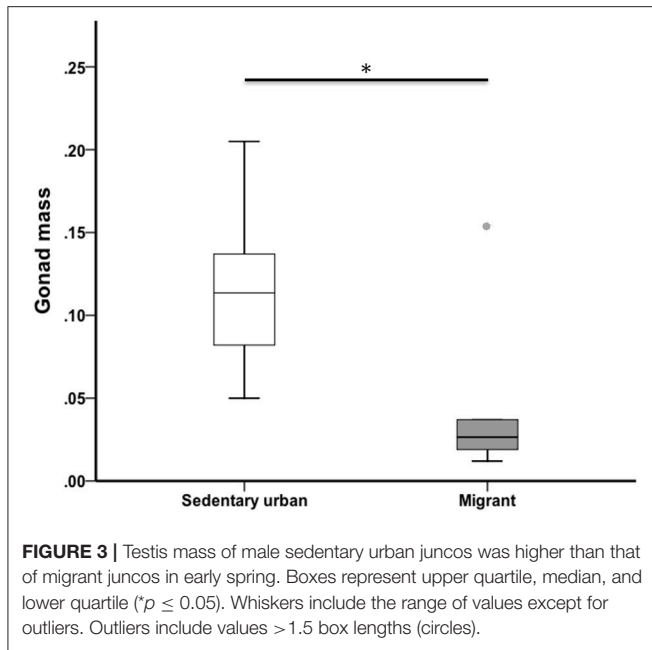 *
.25
.20
.15
.10
.05
.00
Gonad mass
Sedentary urban Migrant
FIGURE 3 | Testis mass of male sedentary urban juncos was higher than that
of migrant juncos in early spring. Boxes represent upper quartile, median, and
lower quartile (*p ≤ 0.05). Whiskers include the range of values except for
outliers. Outliers include values >1.5 box lengths (circles).